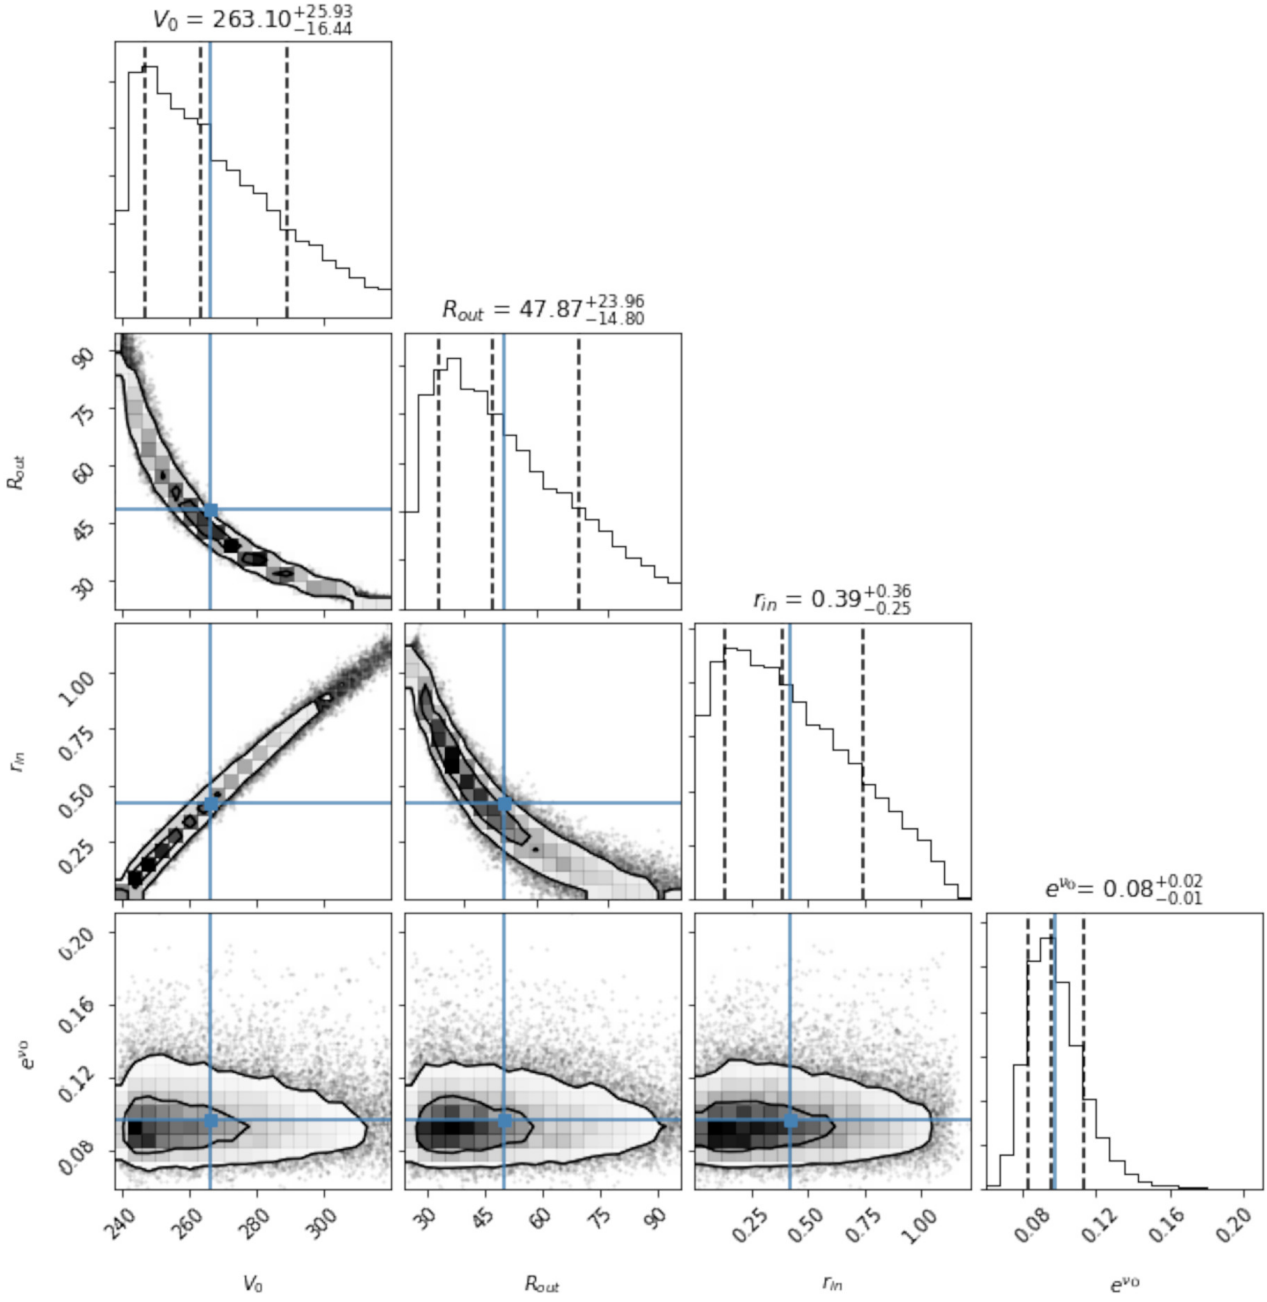 V₀ = 263.10⁺²⁵·⁹³₋₁₆.₄₄
R_out = 47.87⁺²³·⁹⁶₋₁₄.₈₀
90
75
60
45
30
R_out
r_in = 0.39⁺⁰·³⁶₋₀.₂₅
1.00
0.75
0.50
0.25
r_in
e^ν₀ = 0.08⁺⁰·⁰²₋₀.₀₁
0.20
0.16
0.12
0.08
e^ν₀
240 260 280 300 30 45 60 75 90 0.25 0.50 0.75 1.00 0.08 0.12 0.16 0.20
V₀ R_out r_in e^ν₀